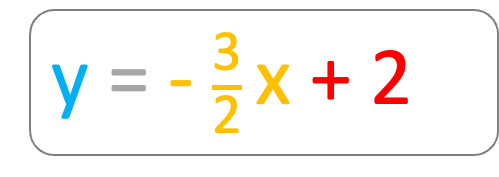 y = - 3/2 x + 2